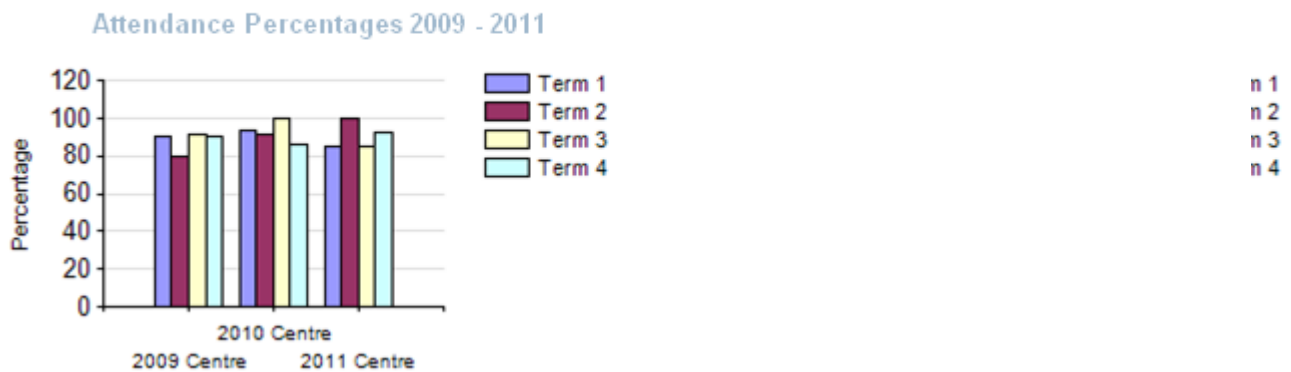 Attendance Percentages 2009 - 2011
120
100
80
60
40
20
0
Percentage
2010 Centre
2009 Centre 2011 Centre
Term 1
Term 2
Term 3
Term 4
n 1
n 2
n 3
n 4